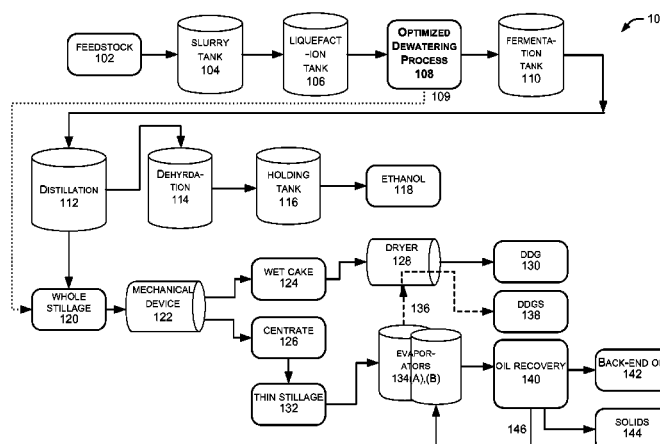 10
FEEDSTOCK
102
SLURRY
TANK
104
LIQUEFACT
-ION
TANK
106
OPTIMIZED
DEWATERING
PROCESS
108
FERMENTA-
TION
TANK
110
109
DISTILLATION
112
DEHYRDA-
TION
114
HOLDING
TANK
116
ETHANOL
118
WHOLE
STILLAGE
120
MECHANICAL
DEVICE
122
WET CAKE
124
DRYER
128
DDG
130
136
DDGS
138
CENTRATE
126
THIN STILLAGE
132
EVAPOR-
ATORS
134(A),(B)
OIL RECOVERY
140
BACK-END OIL
142
146
SOLIDS
144